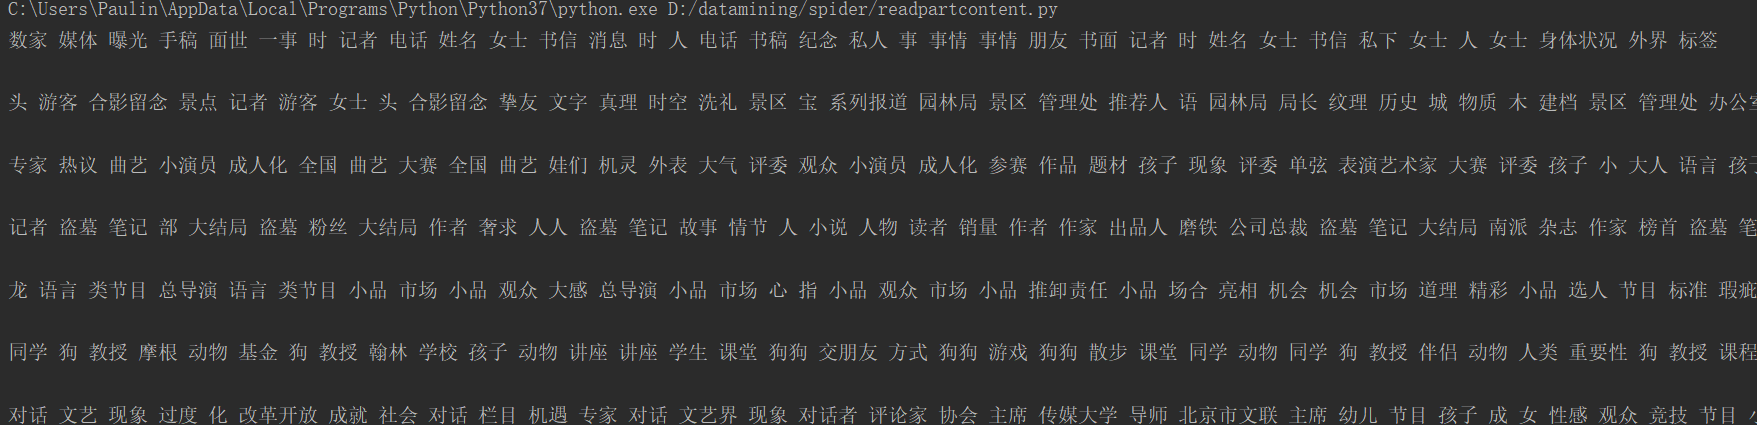 C:\Users\Paulin\AppData\Local\Programs\Python\Python37\python.exe D:/datamining/spider/readpartcontent.py
数家 媒体 曝光 手稿 面世 一事 时 记者 电话 姓名 女士 书信 消息 时 人 电话 书稿 纪念 私人 事 事情 事情 朋友 书面 记者 时 姓名 女士 书信 私下 女士 人 女士 身体状况 外界 标签
头 游客 合影留念 景点 记者 游客 女士 头 合影留念 挚友 文字 真理 时空 洗礼 景区 宝 系列报道 园林局 景区 管理处 推荐人 语 园林局 局长 纹理 历史 城 物质 木 建档 景区 管理处 办公室
专家 热议 曲艺 小演员 成人化 全国 曲艺 大赛 全国 曲艺 娃们 机灵 外表 大气 评委 观众 小演员 成人化 参赛 作品 题材 孩子 现象 评委 单弦 表演艺术家 大赛 评委 孩子 小 大人 语言 孩子
记者 盗墓 笔记 部 大结局 盗墓 粉丝 大结局 作者 奢求 人人 盗墓 笔记 故事 情节 人 小说 人物 读者 销量 作者 作家 出品人 磨铁 公司总裁 盗墓 笔记 大结局 南派 杂志 作家 榜首 盗墓 笔
龙 语言 类节目 总导演 语言 类节目 小品 市场 小品 观众 大感 总导演 小品 市场 心 指 小品 观众 市场 小品 推卸责任 小品 场合 亮相 机会 机会 市场 道理 精彩 小品 选人 节目 标准 瑕疵
同学 狗 教授 摩根 动物 基金 狗 教授 翰林 学校 孩子 动物 讲座 讲座 学生 课堂 狗狗 交朋友 方式 狗狗 游戏 狗狗 散步 课堂 同学 动物 同学 狗 教授 伴侣 动物 人类 重要性 狗 教授 课程
对话 文艺 现象 过度 化 改革开放 成就 社会 对话 栏目 机遇 专家 对话 文艺界 现象 对话者 评论家 协会 主席 传媒大学 导师 北京市文联 主席 幼儿 节目 孩子 成 女 性感 观众 竞技 节目